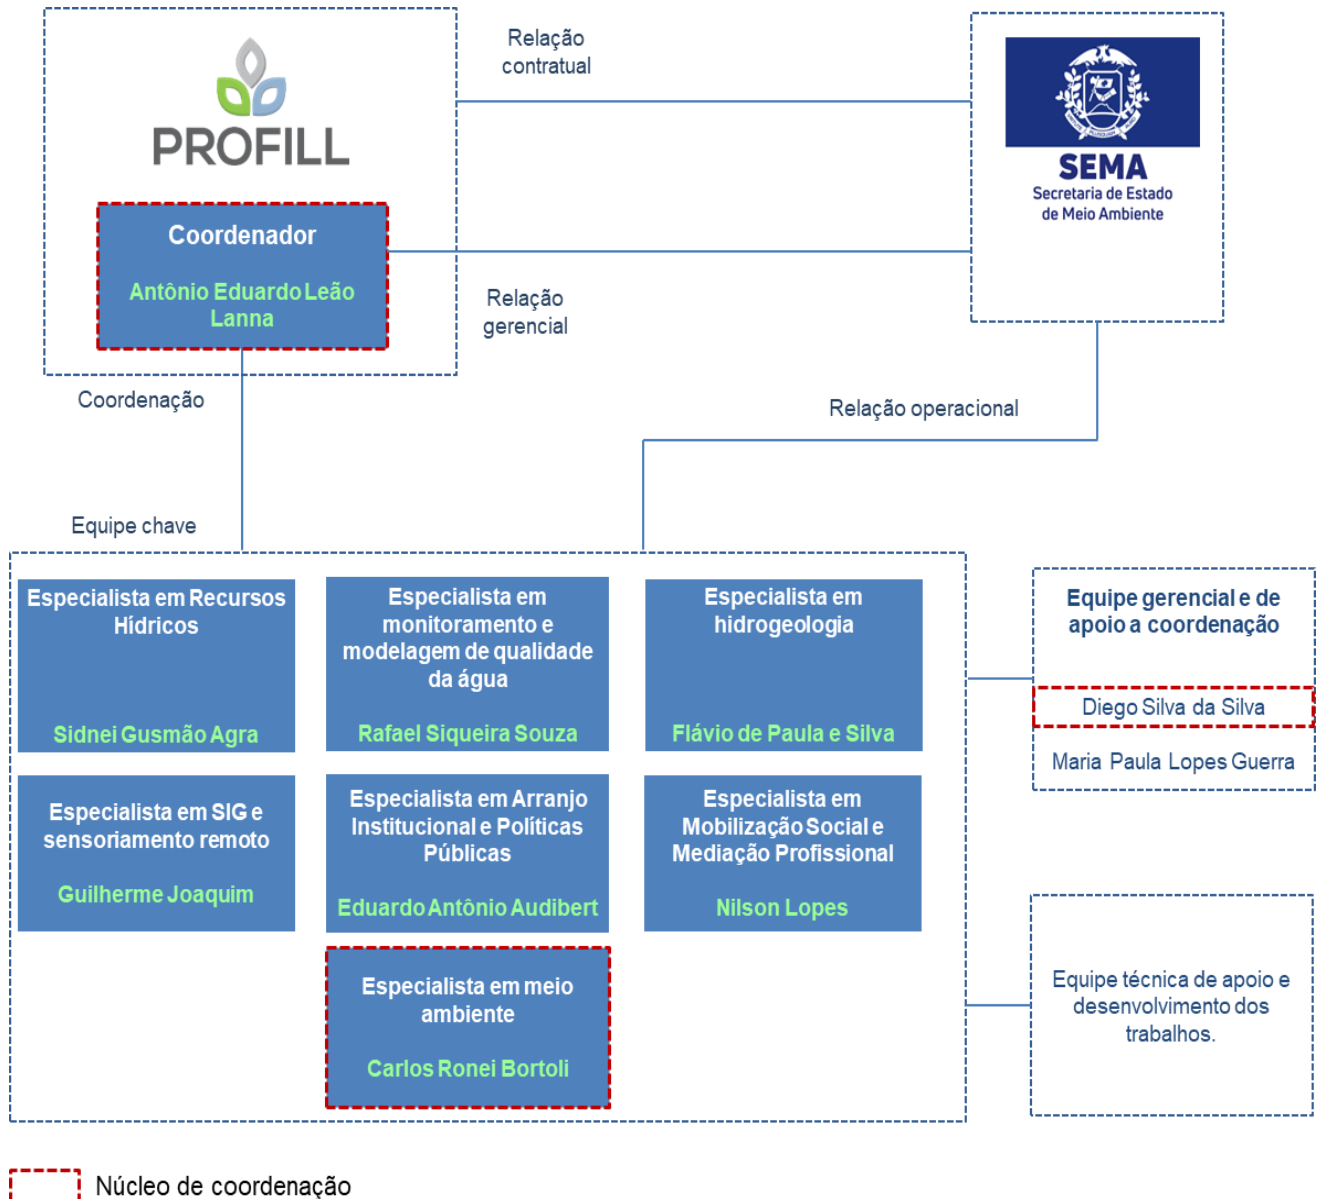 PROFILL
Coordenador
Antônio Eduardo Leão
Lanna
Relação
contratual
SEMA
Secretaria de Estado
de Meio Ambiente
Relação
gerencial
Coordenação
Relação operacional
Equipe chave
Especialista em Recursos
Hídricos
Sidnei Gusmão Agra
Especialista em
monitoramento e
modelagem de qualidade
da água
Rafael Siqueira Souza
Especialista em
hidrogeologia
Flávio de Paula e Silva
Especialista em SIG e
sensoriamento remoto
Guilherme Joaquim
Especialista em Arranjo
Institucional e Políticas
Públicas
Eduardo Antônio Audibert
Especialista em
Mobilização Social e
Mediação Profissional
Nilson Lopes
Especialista em meio
ambiente
Carlos Ronei Bortoli
Equipe gerencial e de
apoio a coordenação
Diego Silva da Silva
Maria Paula Lopes Guerra
Equipe técnica de apoio e
desenvolvimento dos
trabalhos.
Núcleo de coordenação